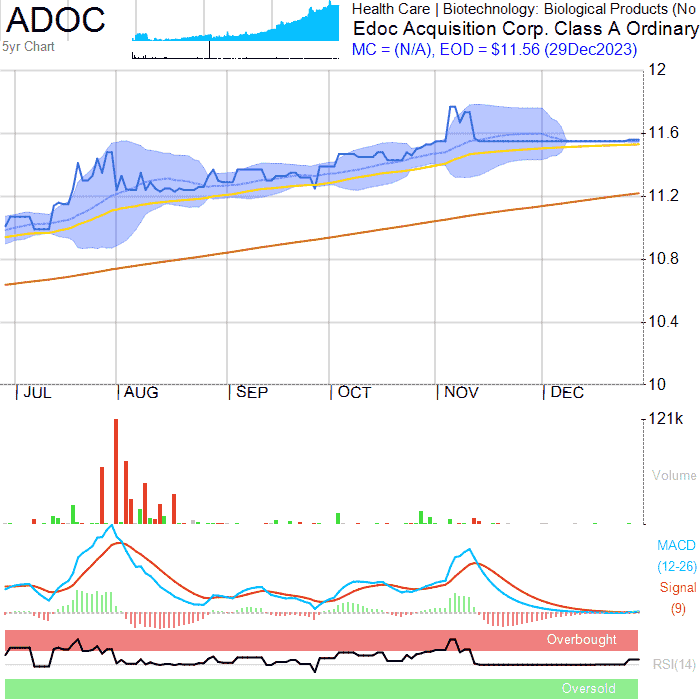 ADOC
5yr Chart
Health Care | Biotechnology: Biological Products (No
Edoc Acquisition Corp. Class A Ordinary
MC = (N/A), EOD = $11.56 (29Dec2023)
12
11.6
11.2
10.8
10.4
10
JUL AUG SEP OCT NOV DEC
121k
Volume
MACD
(12-26)
Signal
(9)
Overbought
RSI(14)
Oversold